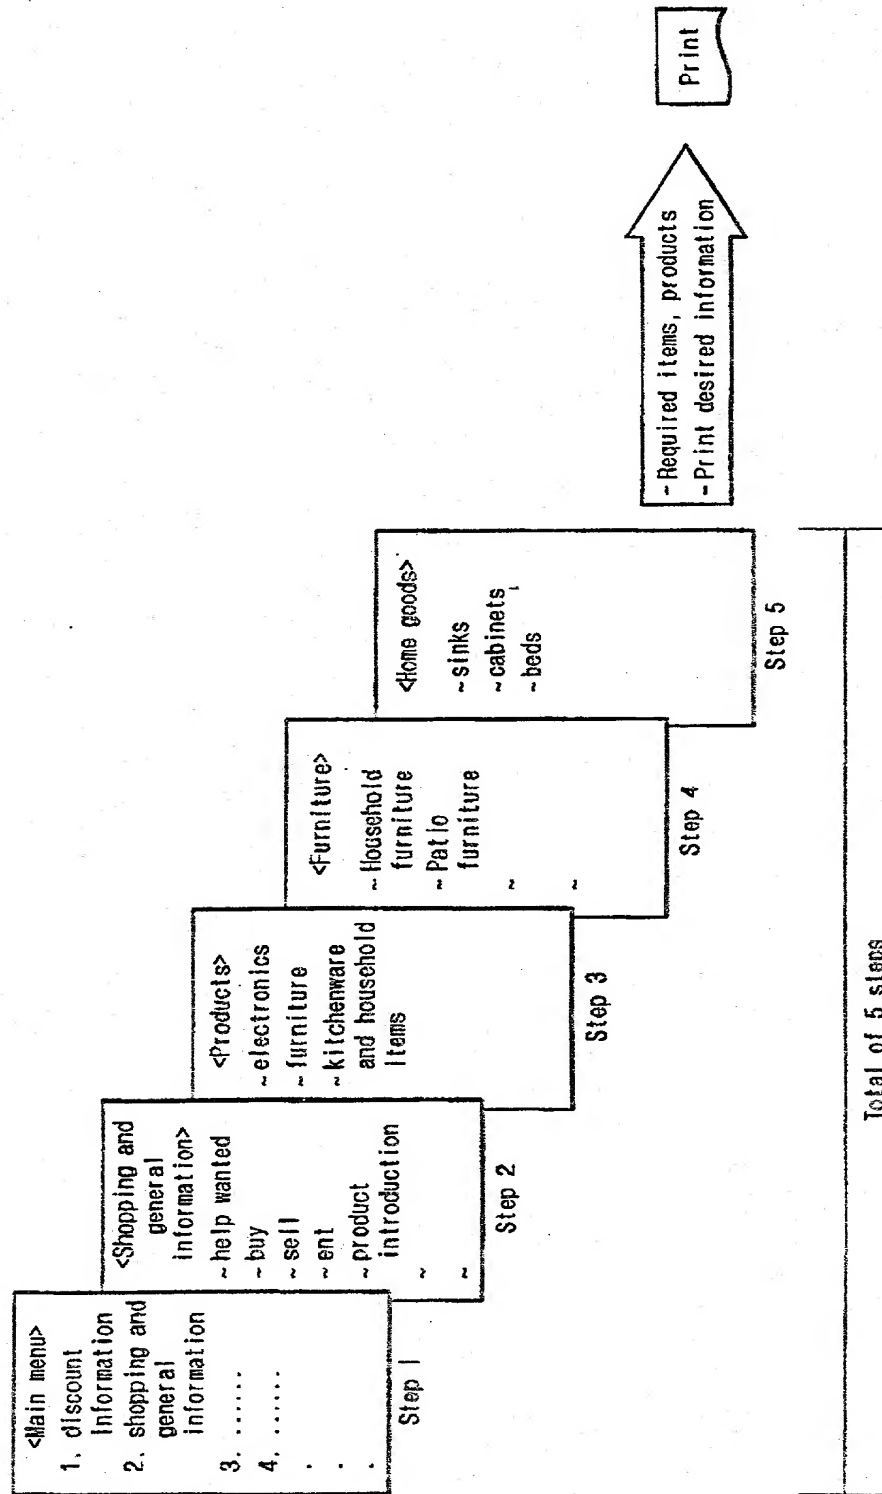 <Main menu>
1. discount
Information
2. shopping and
general
information
3. ......
4. ......
.
.
.
Step 1
<Shopping and
general
information>
~help wanted
~buy
~sell
~ent
~product
introduction
~
~
Step 2
<Products>
~electronics
~furniture
~kitchenware
and household
items
Step 3
<Furniture>
~Household
furniture
~Patio
furniture
~
~
Step 4
<Home goods>
~sinks
~cabinets
~beds
Step 5
-Required items, products
-Print desired information
Print
Total of 5 steps